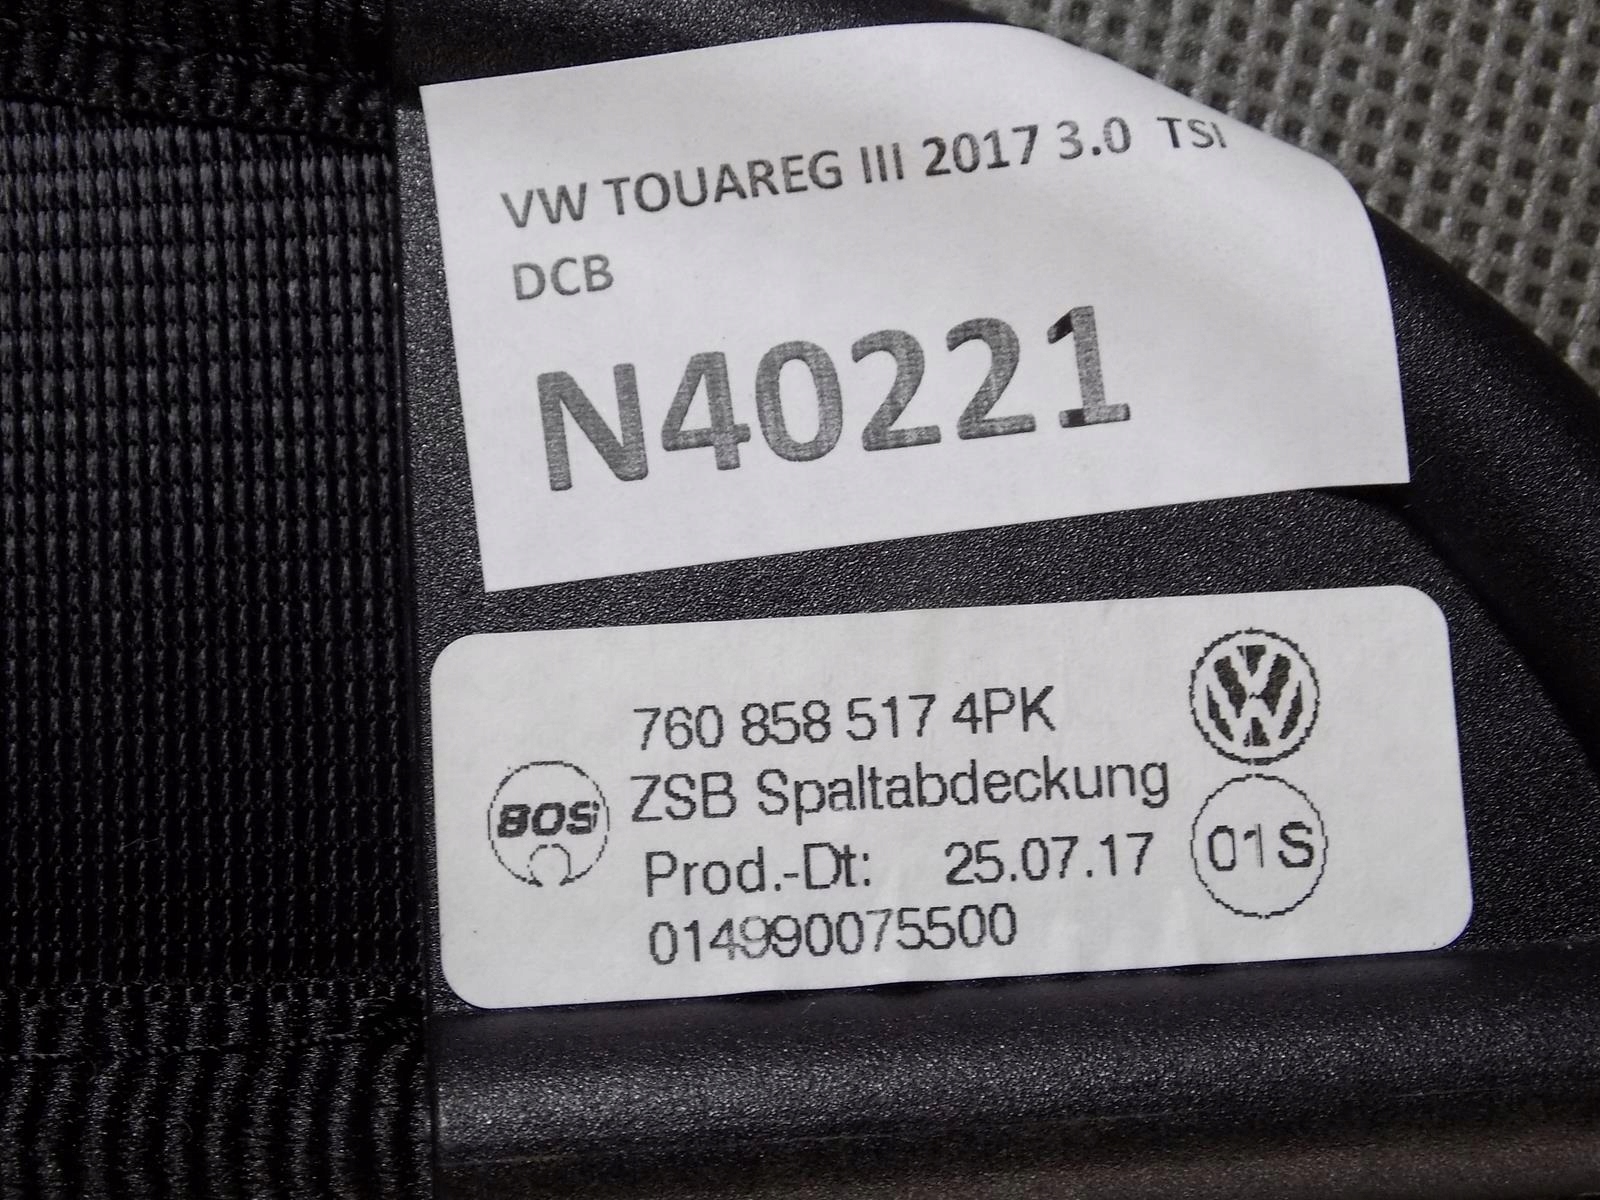 VW TOUAREG III 2017 3.0 TSI
DCB
N40221
760 858 517 4PK
BOS ZSB Spaltabdeckung
Prod.-Dt: 25.07.17 01S
014990075500